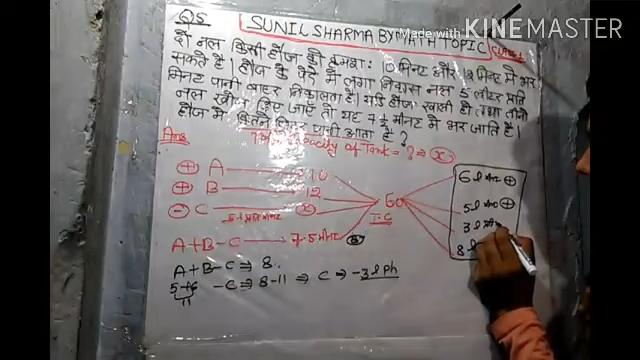 Made with KINEMASTER
Q5
SUNIL SHARMA BY MATH TOPIC
दो नल किसी हौज को क्रमशः 10 मिनट और 12 मिनट में भर
सकते है। हौज के पेंदे में लगा निकास नल 5 लीटर प्रति
मिनट पानी बाहर निकालता है। यदि हौज खाली हो तथा तीनो
नल खोल दिए जाएँ तो यह 7 1/2 मीनट में भर जाति है।
हौज में कितने लिटर पानी आता है?
Ans
Capacity of Tank = ? ⇒ (x)
(+) A 10
(+) B 12
(-) C (x)
60
T.C
A+B-C 7.5 मीनट
A+B-C ⇒ 8.
5+6 -C ⇒ 8-11 ⇒ C ⇒ -3l Ph
11
6 l (+)
5 l (+)
3 l
8 l